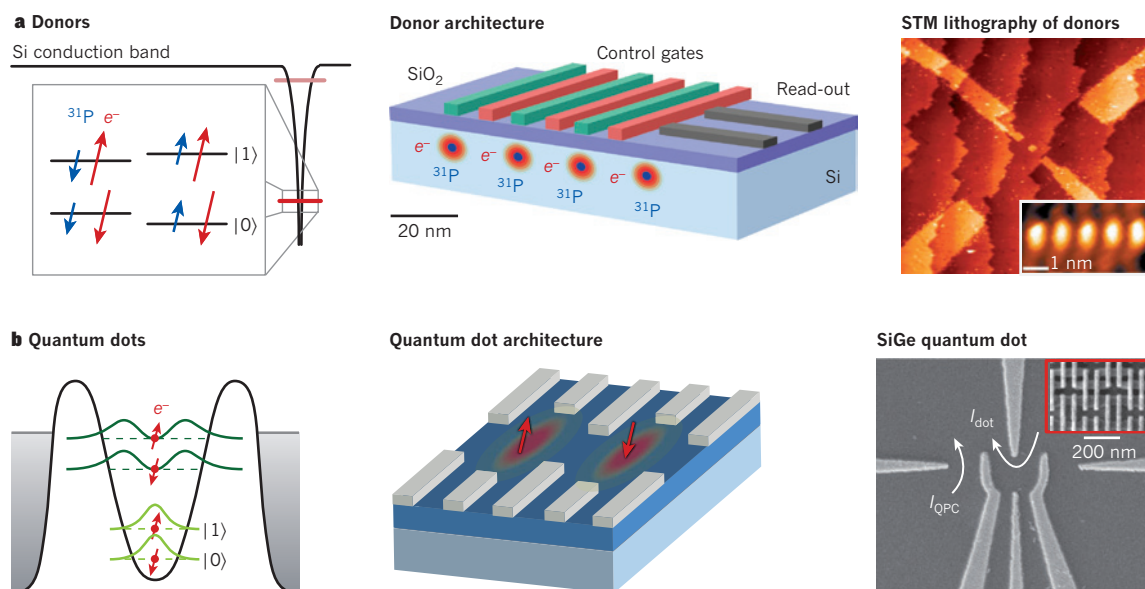 a Donors
Si conduction band
³¹P e⁻
|1⟩
|0⟩
Donor architecture
Control gates
SiO₂
Read-out
e⁻ e⁻ e⁻ e⁻
³¹P ³¹P ³¹P ³¹P
Si
20 nm
STM lithography of donors
1 nm
b Quantum dots
e⁻
|1⟩
|0⟩
Quantum dot architecture
SiGe quantum dot
I_dot
200 nm
I_QPC